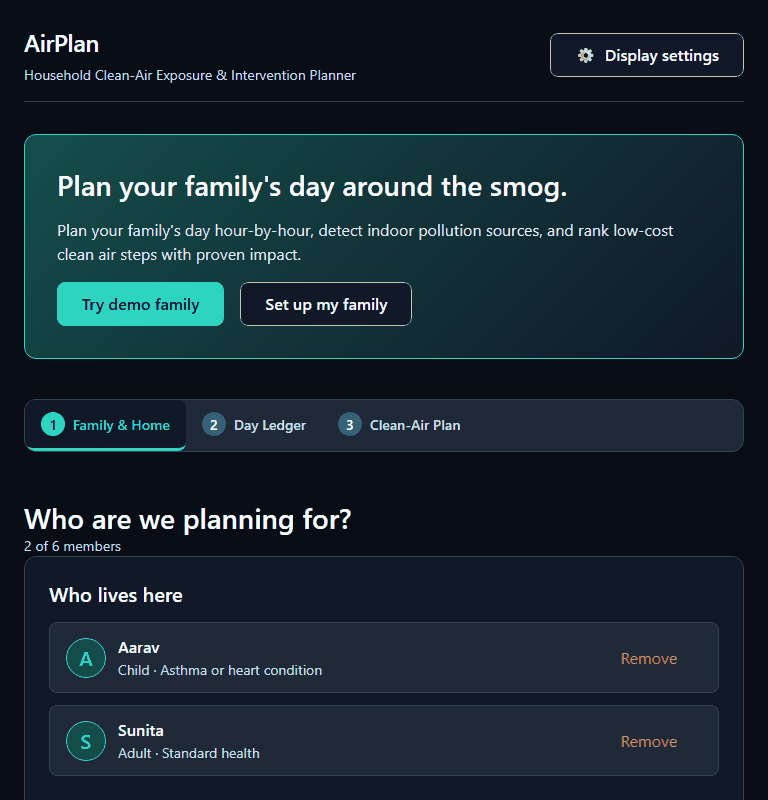 AirPlan
Household Clean-Air Exposure & Intervention Planner
Display settings
Plan your family's day around the smog.
Plan your family's day hour-by-hour, detect indoor pollution sources, and rank low-cost
clean air steps with proven impact.
Try demo family
Set up my family
1 Family & Home
2 Day Ledger
3 Clean-Air Plan
Who are we planning for?
2 of 6 members
Who lives here
A
Aarav
Child · Asthma or heart condition
Remove
S
Sunita
Adult · Standard health
Remove